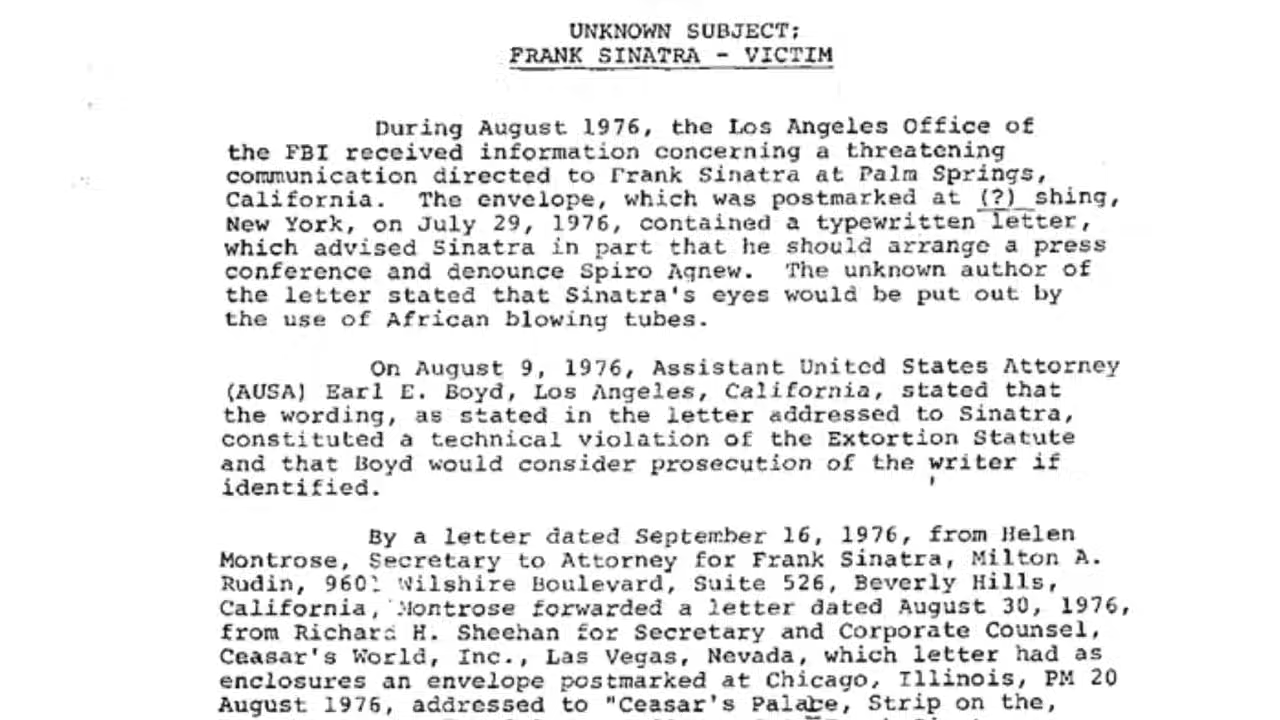 UNKNOWN SUBJECT;
FRANK SINATRA - VICTIM
During August 1976, the Los Angeles Office of
the FBI received information concerning a threatening
communication directed to Frank Sinatra at Palm Springs,
California. The envelope, which was postmarked at (?) shing,
New York, on July 29, 1976, contained a typewritten letter,
which advised Sinatra in part that he should arrange a press
conference and denounce Spiro Agnew. The unknown author of
the letter stated that Sinatra's eyes would be put out by
the use of African blowing tubes.
On August 9, 1976, Assistant United States Attorney
(AUSA) Earl E. Boyd, Los Angeles, California, stated that
the wording, as stated in the letter addressed to Sinatra,
constituted a technical violation of the Extortion Statute
and that Boyd would consider prosecution of the writer if
identified.
By a letter dated September 16, 1976, from Helen
Montrose, Secretary to Attorney for Frank Sinatra, Milton A.
Rudin, Wilshire Boulevard, Suite 526, Beverly Hills,
California, Montrose forwarded a letter dated August 30, 1976,
from Richard H. Sheehan for Secretary and Corporate Counsel,
Ceasar's World, Inc., Las Vegas, Nevada, which letter had as
enclosures an envelope postmarked at Chicago, Illinois, PM 20
August 1976, addressed to "Ceasar's Palace, Strip on the,